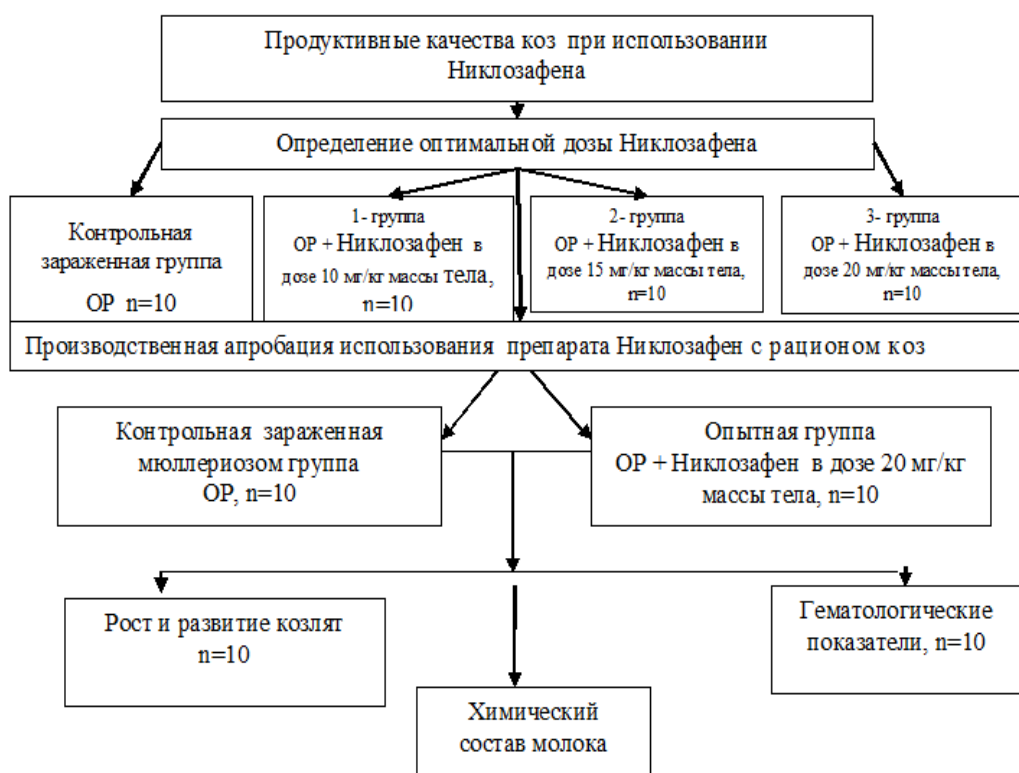 Продуктивные качества коз при использовании
Никлозафена
Определение оптимальной дозы Никлозафена
Контрольная
зараженная группа
ОР n=10
1- группа
ОР + Никлозафен в
дозе 10 мг/кг массы тела,
n=10
2- группа
ОР + Никлозафен в
дозе 15 мг/кг массы тела,
n=10
3- группа
ОР + Никлозафен в
дозе 20 мг/кг массы тела,
n=10
Производственная апробация использования препарата Никлозафен с рационом коз
Контрольная зараженная
мюллериозом группа
ОР, n=10
Опытная группа
ОР + Никлозафен в дозе 20 мг/кг
массы тела, n=10
Рост и развитие козлят
n=10
Гематологические
показатели, n=10
Химический
состав молока